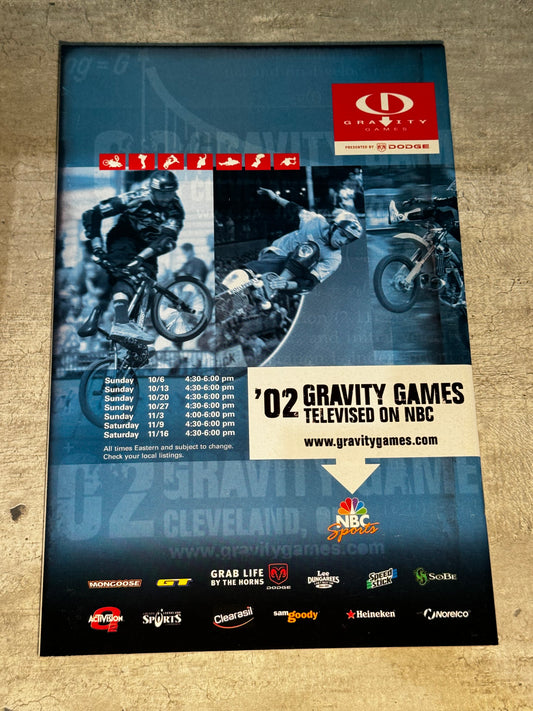 GRAVITY
GAMES
PRESENTED BY DODGE
Sunday 10/6 4:30-6:00 pm
Sunday 10/13 4:30-6:00 pm
Sunday 10/20 4:30-6:00 pm
Sunday 10/27 4:30-6:00 pm
Sunday 11/3 4:00-6:00 pm
Saturday 11/9 4:30-6:00 pm
Saturday 11/16 4:30-6:00 pm
All times Eastern and subject to change.
Check your local listings.
'02 GRAVITY GAMES
TELEVISED ON NBC
www.gravitygames.com
GRAVITY GAME
CLEVELAND, O
www.gravitygames.com
NBC
Sports
MONGOOSE
GT
GRAB LIFE
BY THE HORNS
DODGE
Lee
DUNGAREES
SPEED
STICK
SoBe
ACTIVISION
O2
SPORTS
Clearasil
samgoody
Heineken
NORELCO